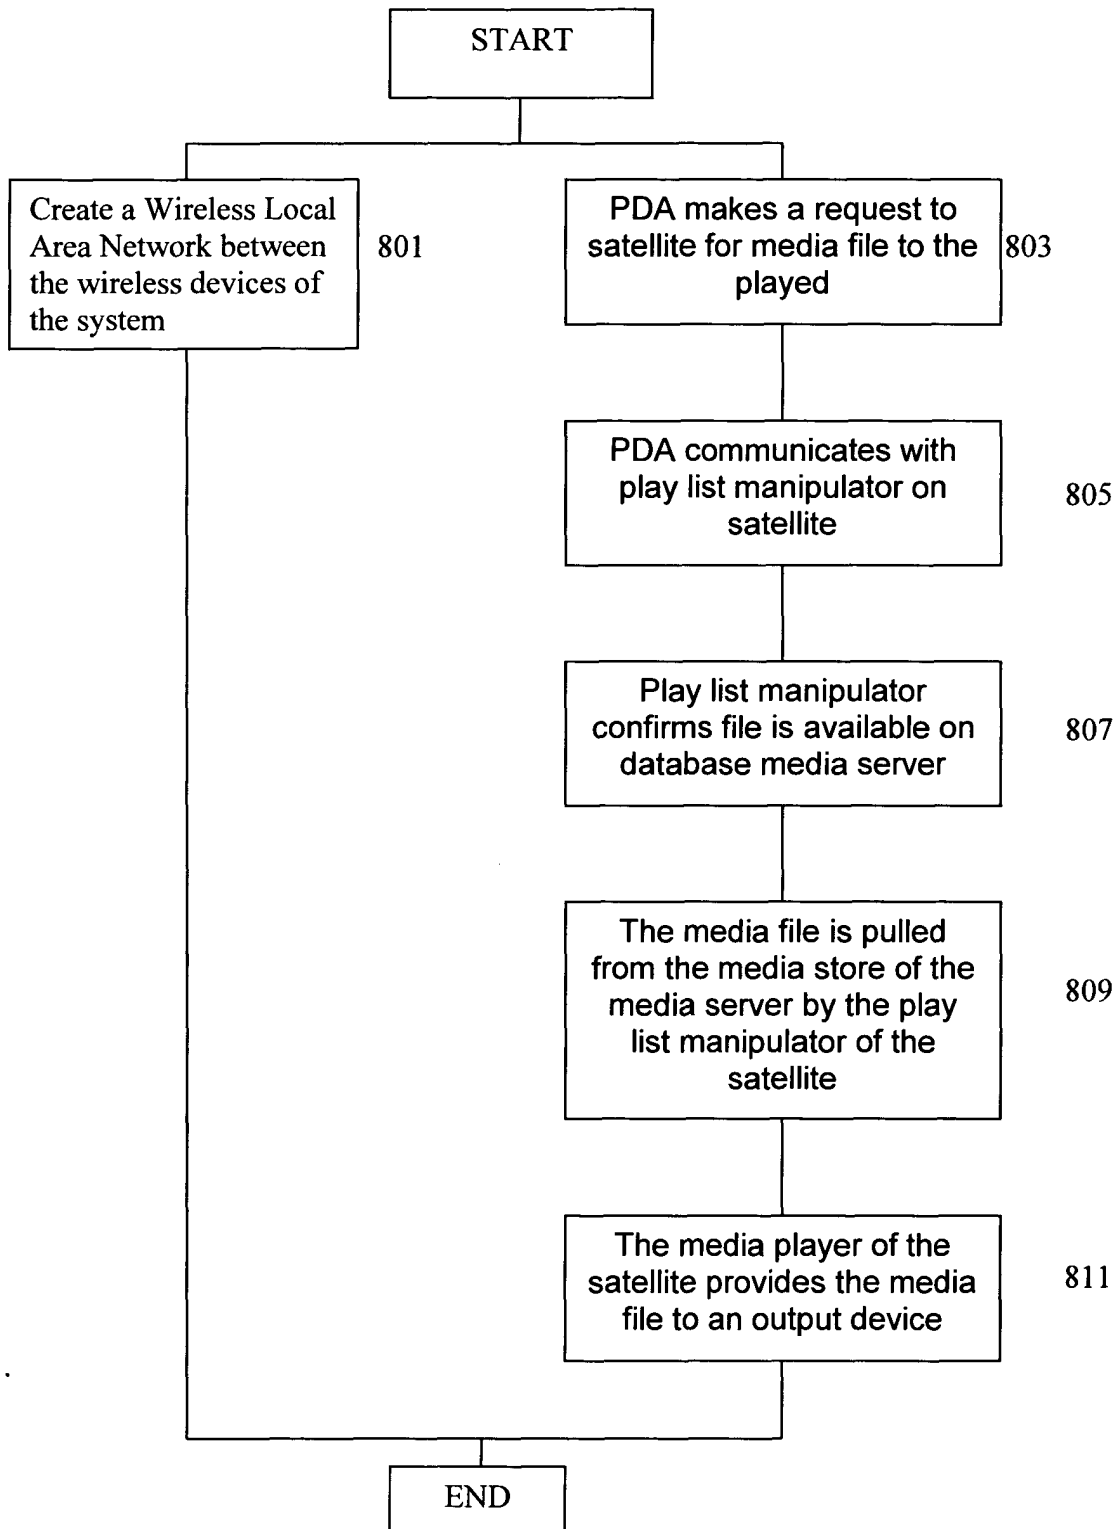 START
Create a Wireless Local
Area Network between
the wireless devices of
the system
801
PDA makes a request to
satellite for media file to the
played
803
PDA communicates with
play list manipulator on
satellite
805
Play list manipulator
confirms file is available on
database media server
807
The media file is pulled
from the media store of the
media server by the play
list manipulator of the
satellite
809
The media player of the
satellite provides the media
file to an output device
811
END